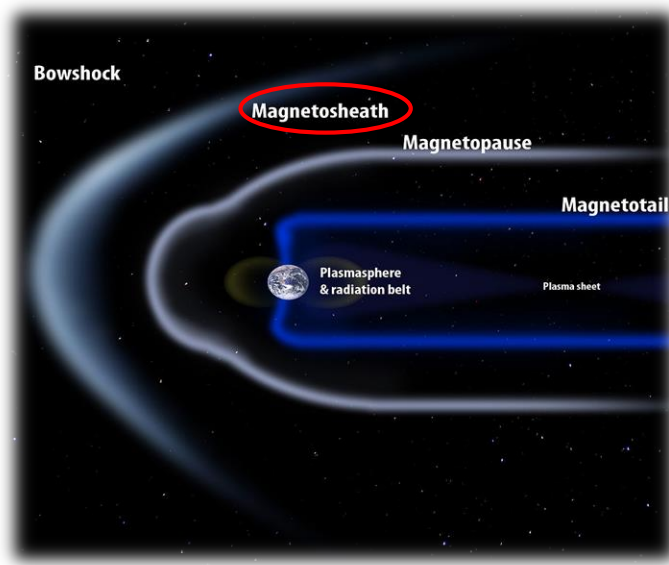 Bowshock
Magnetosheath
Magnetopause
Magnetotail
Plasmasphere
& radiation belt
Plasma sheet